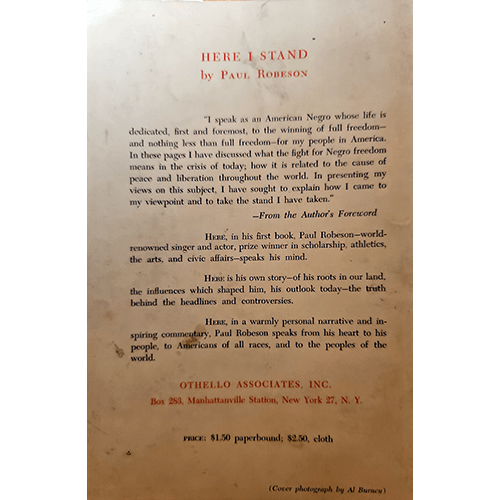 HERE I STAND
by PAUL ROBESON
"I speak as an American Negro whose life is
dedicated, first and foremost, to the winning of full freedom—
and nothing less than full freedom—for my people in America.
In these pages I have discussed what the fight for Negro freedom
means in the crisis of today; how it is related to the cause of
peace and liberation throughout the world. In presenting my
views on this subject, I have sought to explain how I came to
my viewpoint and to take the stand I have taken."
—From the Author's Foreword
HERE, in his first book, Paul Robeson—world-
renowned singer and actor, prize winner in scholarship, athletics,
the arts, and civic affairs—speaks his mind.
HERE is his own story—of his roots in our land,
the influences which shaped him, his outlook today—the truth
behind the headlines and controversies.
HERE, in a warmly personal narrative and in-
spiring commentary, Paul Robeson speaks from his heart to his
people, to Americans of all races, and to the peoples of the
world.
OTHELLO ASSOCIATES, INC.
Box 283, Manhattanville Station, New York 27, N. Y.
PRICE: $1.50 paperbound; $2.50, cloth
(Cover photograph by Al